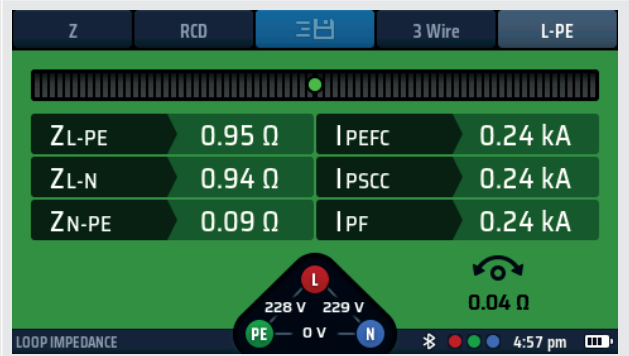 Z RCD 3 Wire L-PE
ZL-PE 0.95 Ω IPEFC 0.24 kA
ZL-N 0.94 Ω IPSCC 0.24 kA
ZN-PE 0.09 Ω IPF 0.24 kA
L
228 V 229 V
0.04 Ω
PE 0 V N
LOOP IMPEDANCE 4:57 pm